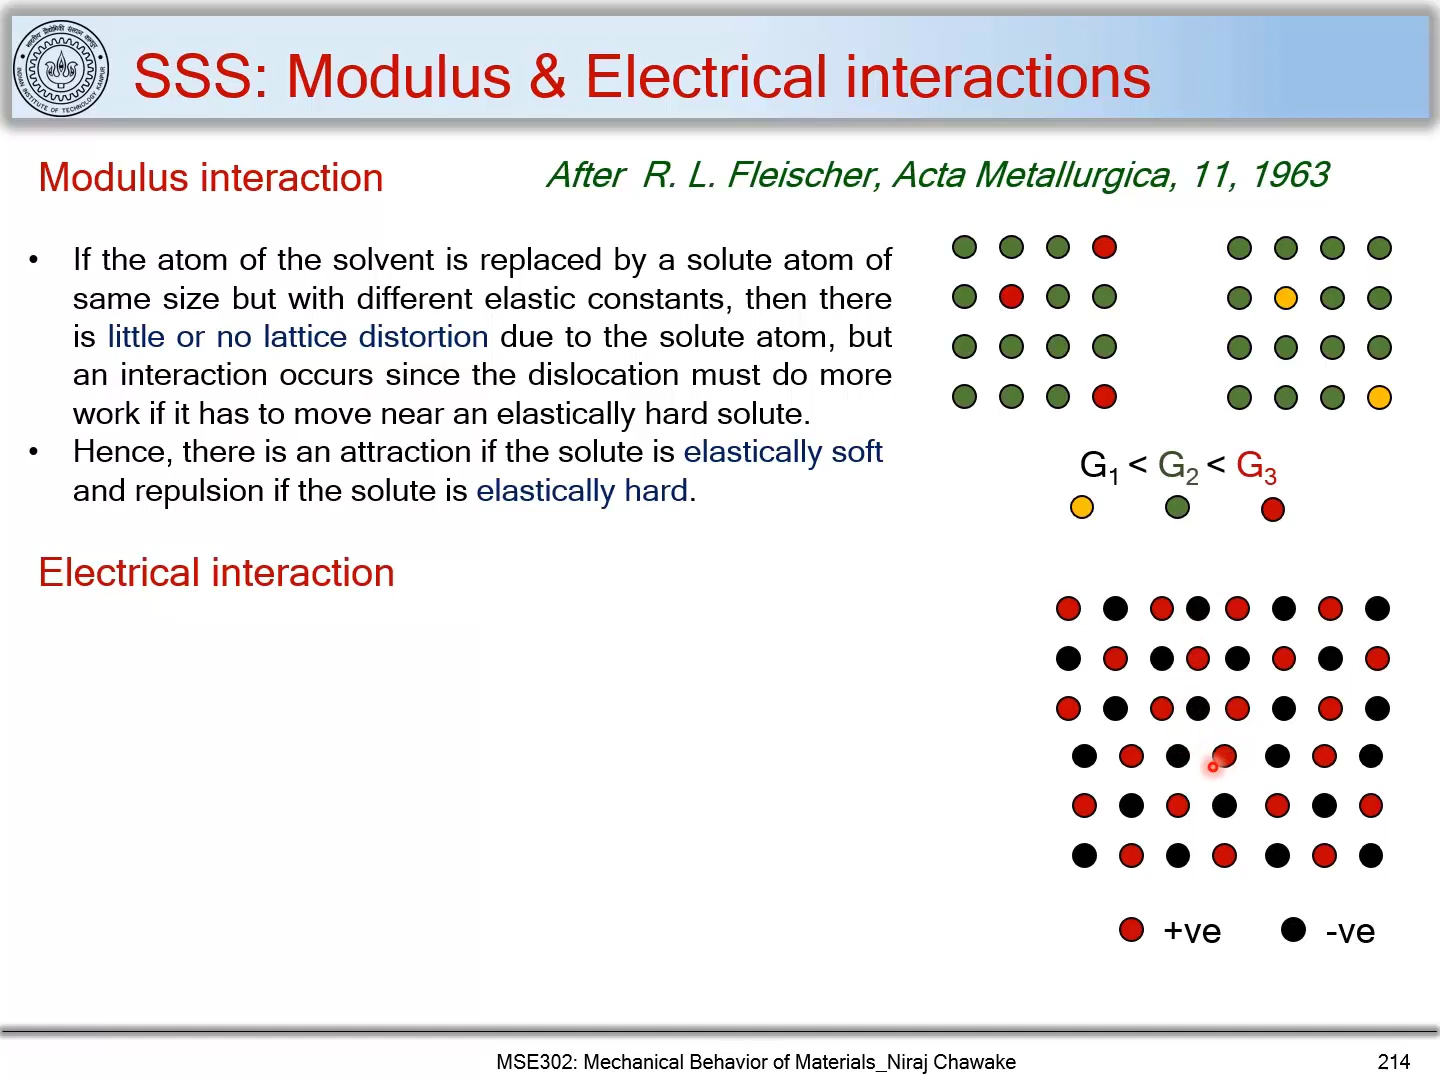 SSS: Modulus & Electrical interactions
Modulus interaction
After R. L. Fleischer, Acta Metallurgica, 11, 1963
• If the atom of the solvent is replaced by a solute atom of
same size but with different elastic constants, then there
is little or no lattice distortion due to the solute atom, but
an interaction occurs since the dislocation must do more
work if it has to move near an elastically hard solute.
• Hence, there is an attraction if the solute is elastically soft
and repulsion if the solute is elastically hard.
G1 < G2 < G3
Electrical interaction
+ve -ve
MSE302: Mechanical Behavior of Materials_Niraj Chawake
214